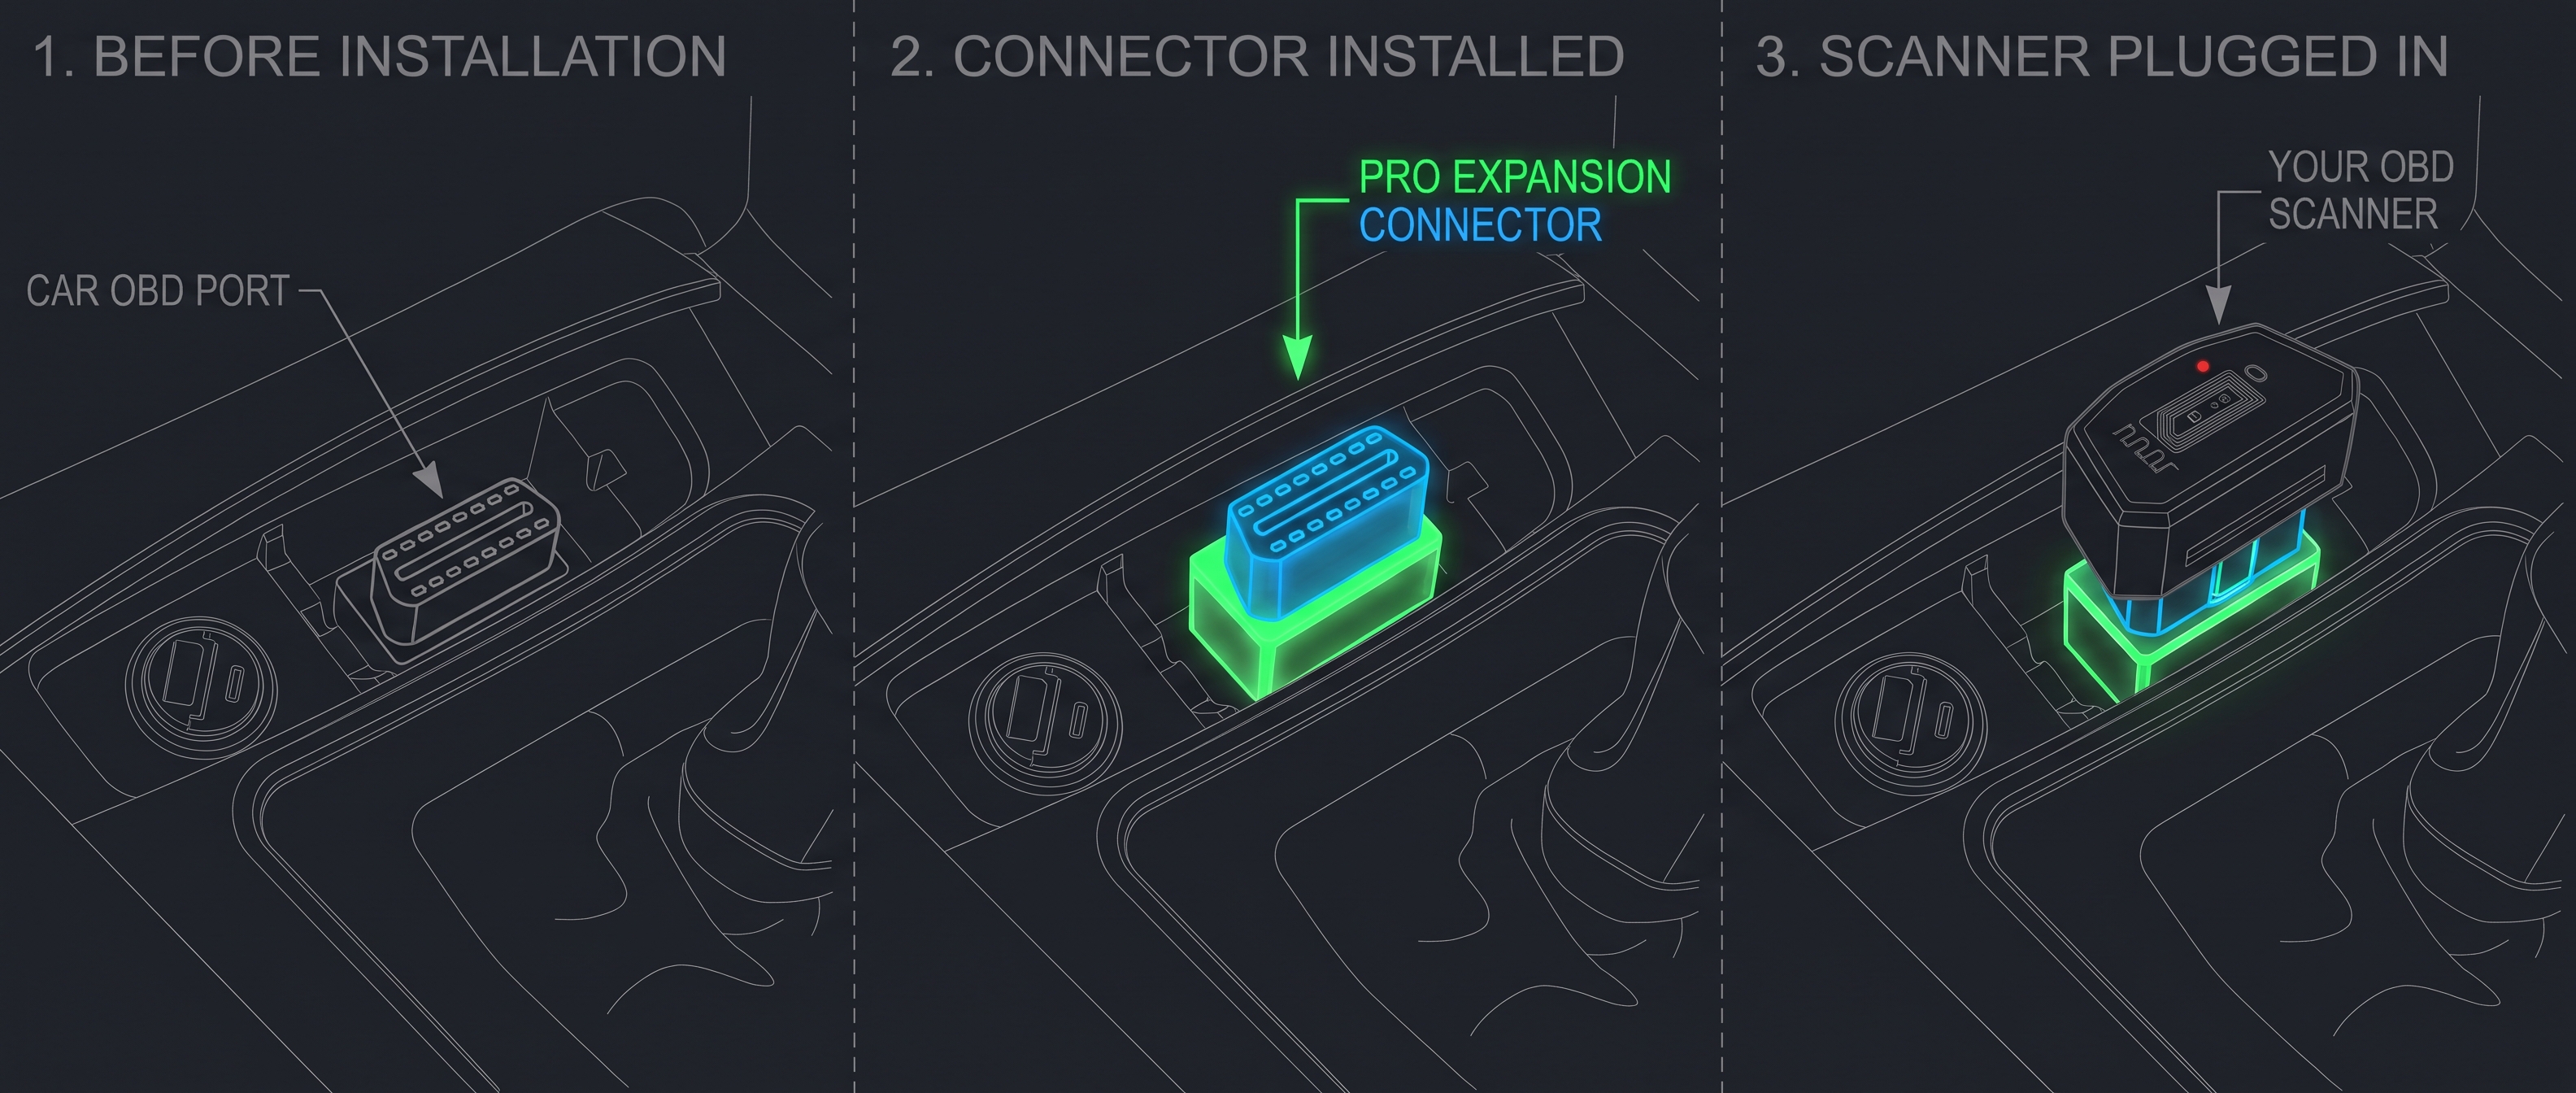 1. BEFORE INSTALLATION
CAR OBD PORT
2. CONNECTOR INSTALLED
PRO EXPANSION
CONNECTOR
3. SCANNER PLUGGED IN
YOUR OBD
SCANNER